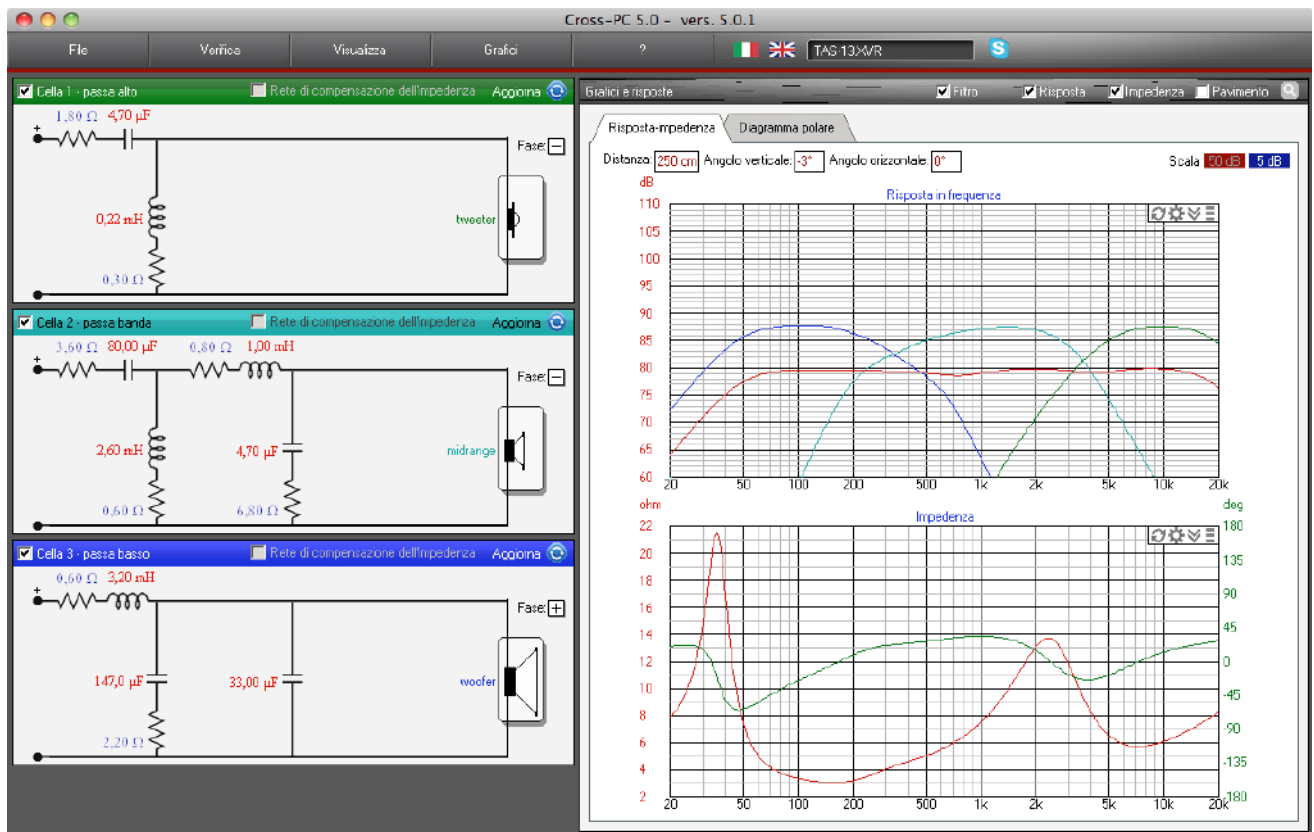 Cross-PC 5.0 - vers. 5.0.1
File Verifica Visualizza Grafici ? TAS-13XVR
Cella 1 - passa alto Rete di compensazione dell'impedenza Aggiorna
1,80 Ω 4,70 µF
+
Fase: −
0,22 mH
tweeter
0,30 Ω
Cella 2 - passa banda Rete di compensazione dell'impedenza Aggiorna
3,60 Ω 80,00 µF 0,80 Ω 1,00 mH
+
Fase: −
2,60 mH 4,70 µF
midrange
0,60 Ω 6,80 Ω
Cella 3 - passa basso Rete di compensazione dell'impedenza Aggiorna
0,60 Ω 3,20 mH
+
Fase: +
147,0 µF 33,00 µF
woofer
2,20 Ω
Grafici e risposte Filtro Risposta Impedenza Pavimento
Risposta-impedenza Diagramma polare
Distanza: 250 cm Angolo verticale: -3° Angolo orizzontale: 0° Scala 50 dB 5 dB
dB
Risposta in frequenza
110
105
100
95
90
85
80
75
70
65
60
20 50 100 200 500 1k 2k 5k 10k 20k
ohm deg
Impedenza
22 180
20 135
18
16 90
14 45
12 0
10 -45
8 -90
6
4 -135
2 -180
20 50 100 200 500 1k 2k 5k 10k 20k